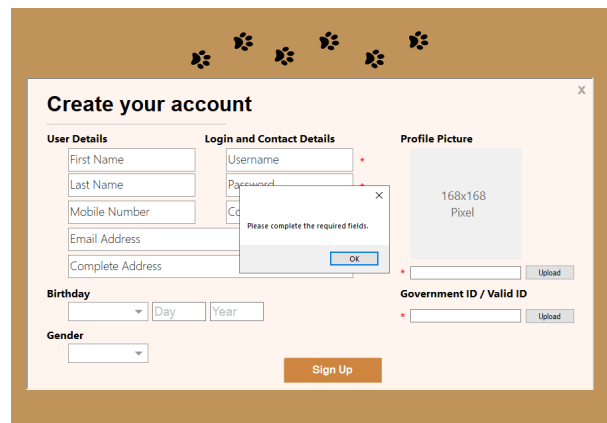 X
Create your account
User Details
Login and Contact Details
Profile Picture
First Name
Username
*
Last Name
Password
*
168x168
Pixel
Mobile Number
Please complete the required fields.
OK
Email Address
Complete Address
*
Upload
Birthday
Day
Year
Government ID / Valid ID
*
Upload
Gender
Sign Up